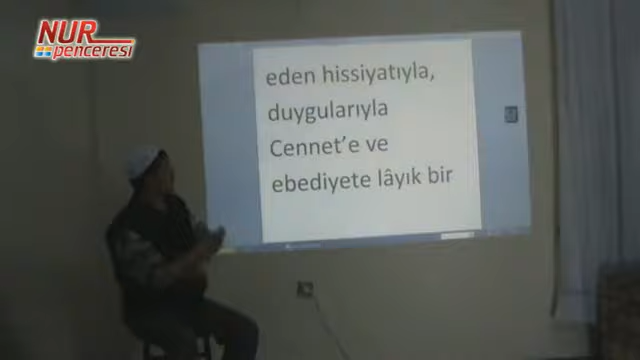 NUR
penceresi
eden hissiyatıyla,
duygularıyla
Cennet'e ve
ebediyete lâyık bir